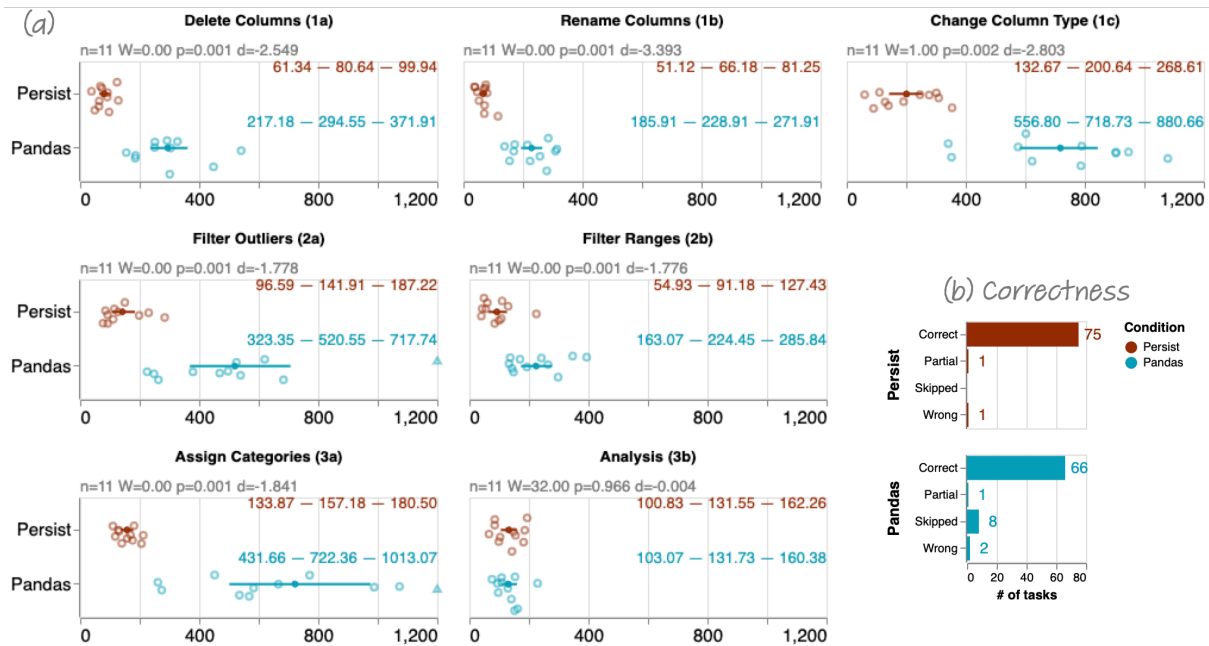 (a)
Delete Columns (1a)
n=11 W=0.00 p=0.001 d=-2.549
61.34 — 80.64 — 99.94
Persist
217.18 — 294.55 — 371.91
Pandas
0 400 800 1,200
Rename Columns (1b)
n=11 W=0.00 p=0.001 d=-3.393
51.12 — 66.18 — 81.25
185.91 — 228.91 — 271.91
0 400 800 1,200
Change Column Type (1c)
n=11 W=1.00 p=0.002 d=-2.803
132.67 — 200.64 — 268.61
556.80 — 718.73 — 880.66
0 400 800 1,200
Filter Outliers (2a)
n=11 W=0.00 p=0.001 d=-1.778
96.59 — 141.91 — 187.22
Persist
323.35 — 520.55 — 717.74
Pandas
0 400 800 1,200
Filter Ranges (2b)
n=11 W=0.00 p=0.001 d=-1.776
54.93 — 91.18 — 127.43
163.07 — 224.45 — 285.84
0 400 800 1,200
Assign Categories (3a)
n=11 W=0.00 p=0.001 d=-1.841
133.87 — 157.18 — 180.50
Persist
431.66 — 722.36 — 1013.07
Pandas
0 400 800 1,200
Analysis (3b)
n=11 W=32.00 p=0.966 d=-0.004
100.83 — 131.55 — 162.26
103.07 — 131.73 — 160.38
0 400 800 1,200
(b) Correctness
Persist
Correct 75
Partial 1
Skipped
Wrong 1
Pandas
Correct 66
Partial 1
Skipped 8
Wrong 2
0 20 40 60 80
# of tasks
Condition
Persist
Pandas